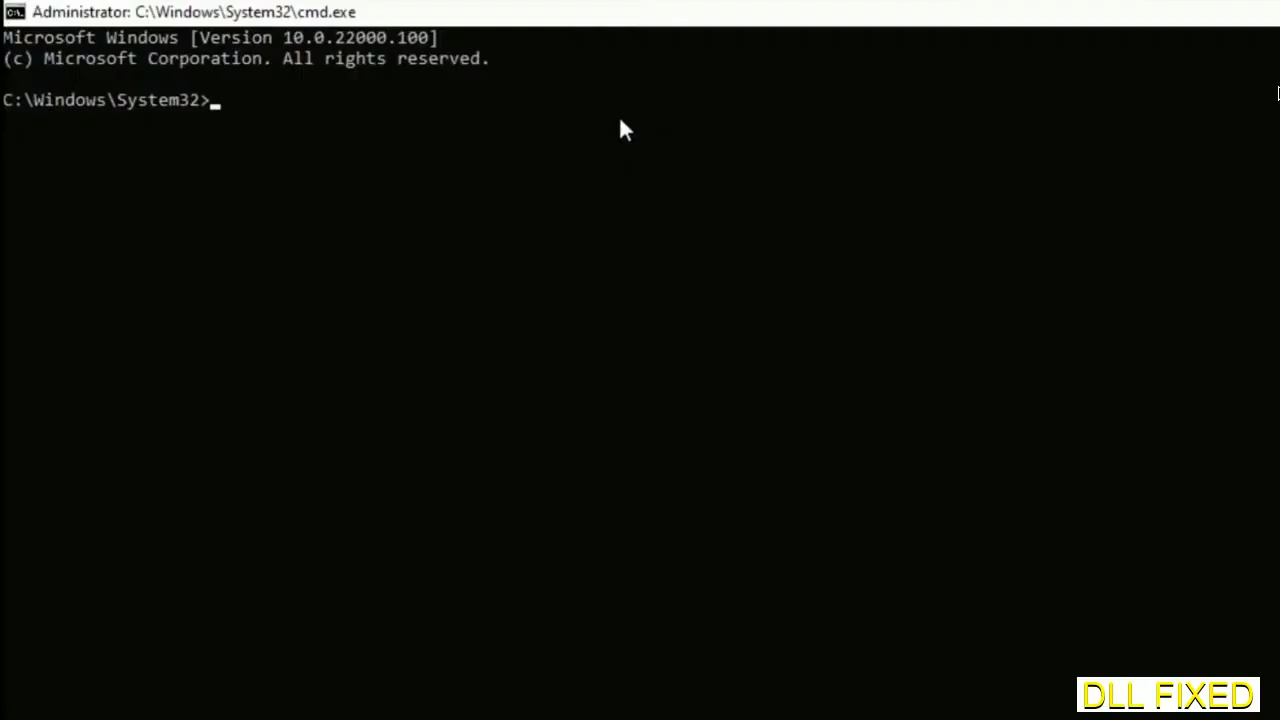 Administrator: C:\Windows\System32\cmd.exe
Microsoft Windows [Version 10.0.22000.100]
(c) Microsoft Corporation. All rights reserved.
C:\Windows\System32>
DLL FIXED